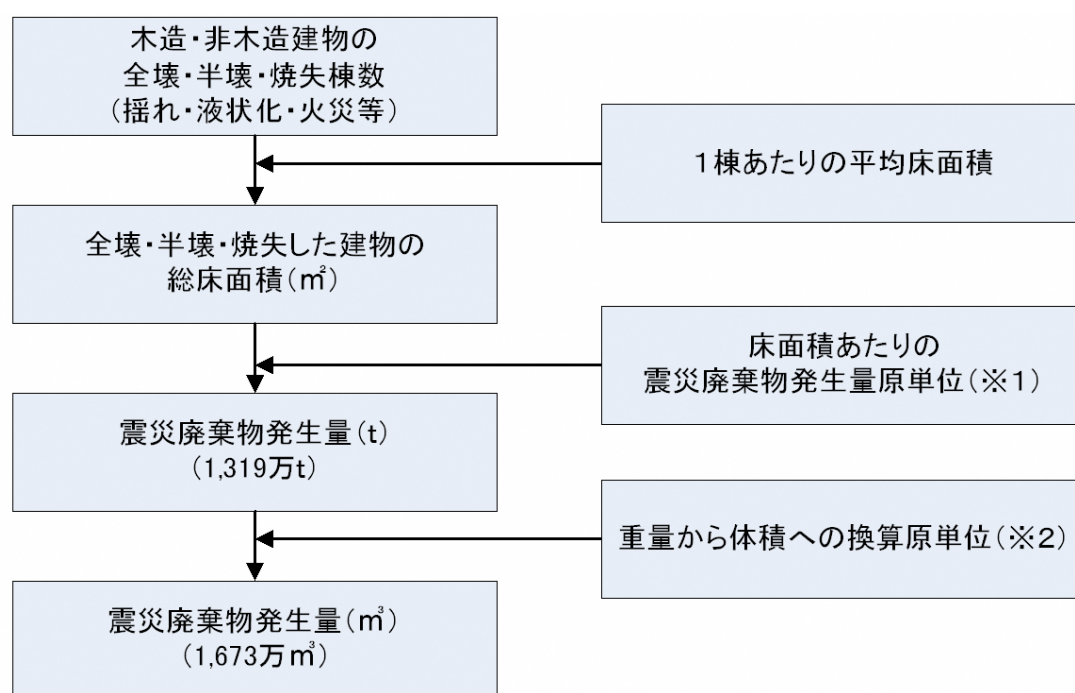 木造・非木造建物の
全壊・半壊・焼失棟数
（揺れ・液状化・火災等）
１棟あたりの平均床面積
全壊・半壊・焼失した建物の
総床面積（㎡）
床面積あたりの
震災廃棄物発生量原単位（※１）
震災廃棄物発生量（t）
（1,319万t）
重量から体積への換算原単位（※２）
震災廃棄物発生量（㎥）
（1,673万㎥）